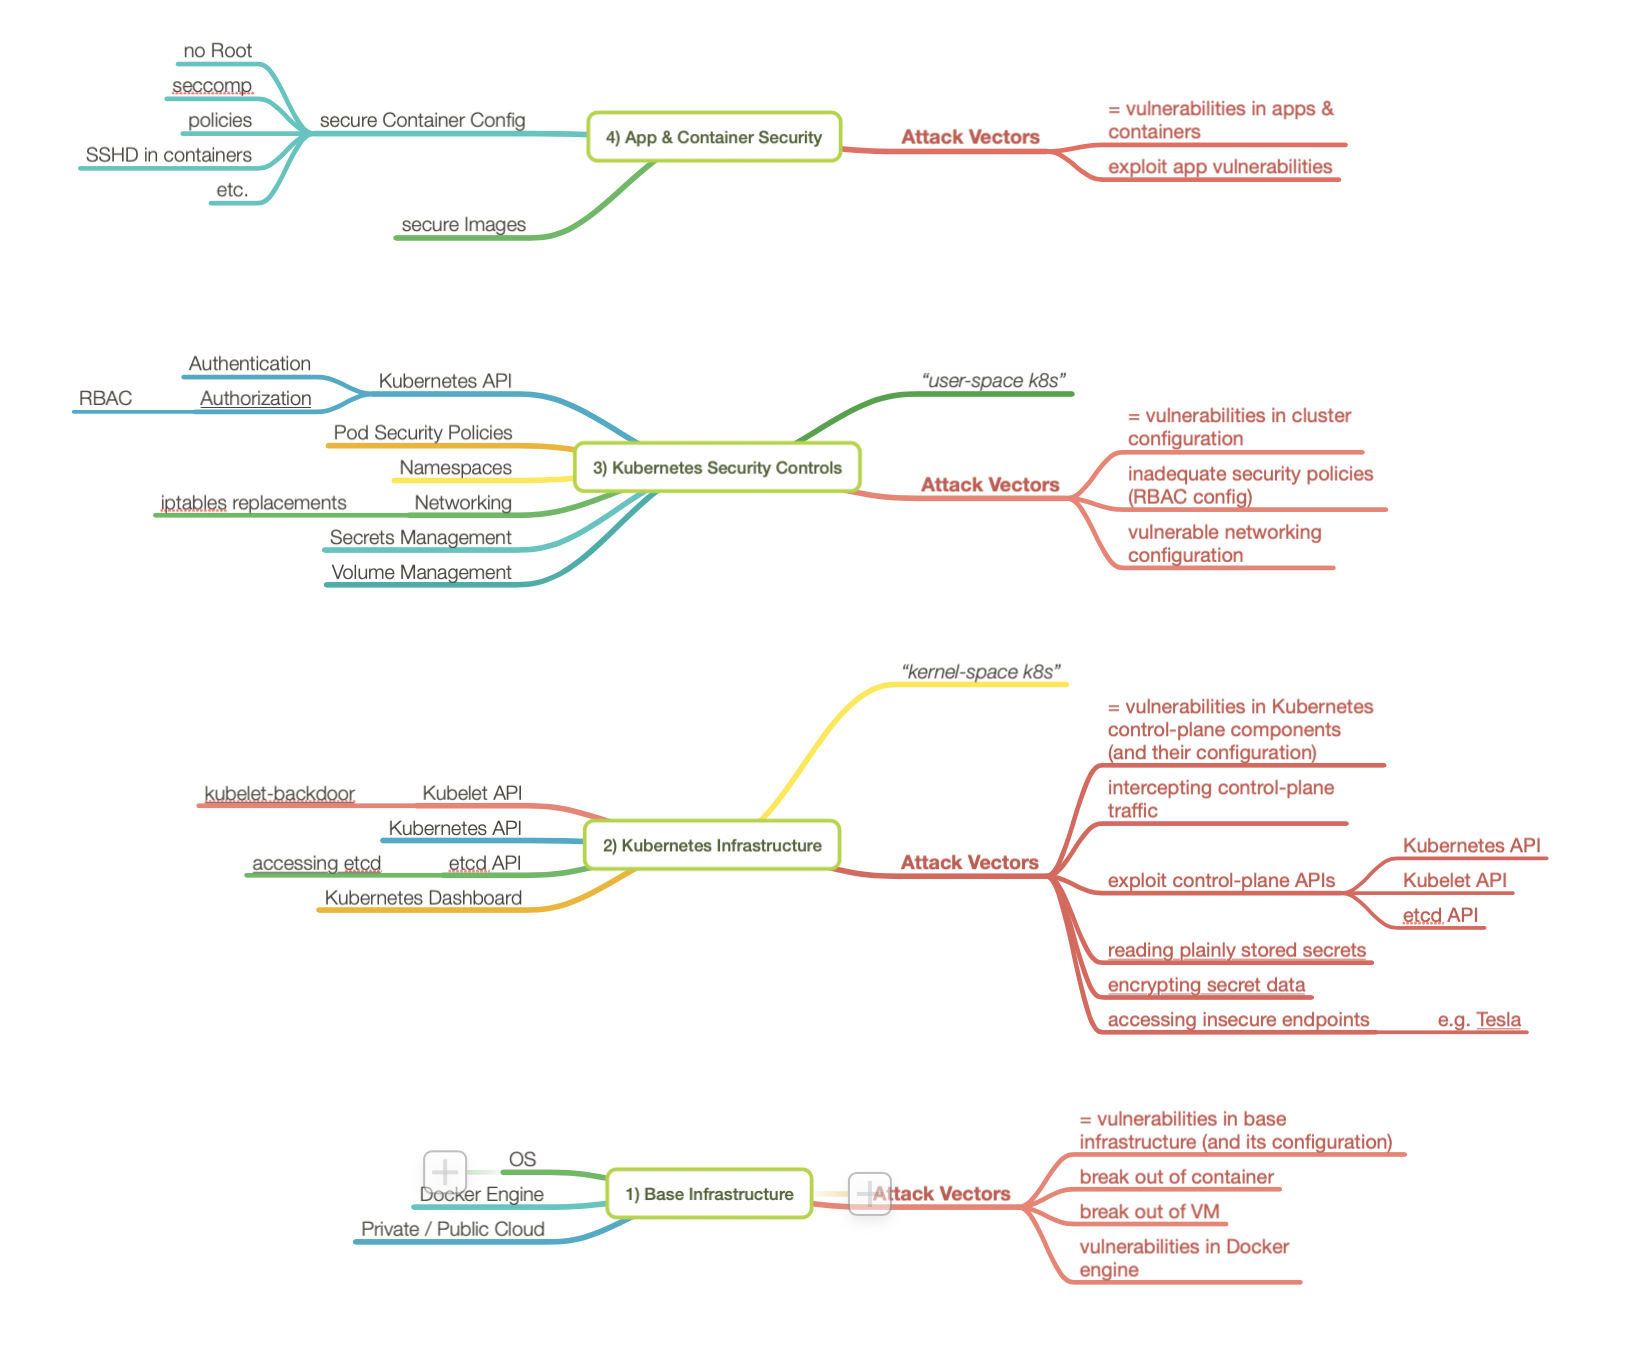 no Root
seccomp
policies
SSHD in containers
etc.
secure Container Config
secure Images
4) App & Container Security
Attack Vectors
= vulnerabilities in apps &
containers
exploit app vulnerabilities
Authentication
RBAC
Authorization
Kubernetes API
Pod Security Policies
Namespaces
iptables replacements
Networking
Secrets Management
Volume Management
3) Kubernetes Security Controls
“user-space k8s”
Attack Vectors
= vulnerabilities in cluster
configuration
inadequate security policies
(RBAC config)
vulnerable networking
configuration
“kernel-space k8s”
kubelet-backdoor
Kubelet API
Kubernetes API
accessing etcd
etcd API
Kubernetes Dashboard
2) Kubernetes Infrastructure
Attack Vectors
= vulnerabilities in Kubernetes
control-plane components
(and their configuration)
intercepting control-plane
traffic
exploit control-plane APIs
Kubernetes API
Kubelet API
etcd API
reading plainly stored secrets
encrypting secret data
accessing insecure endpoints
e.g. Tesla
OS
Docker Engine
Private / Public Cloud
1) Base Infrastructure
Attack Vectors
= vulnerabilities in base
infrastructure (and its configuration)
break out of container
break out of VM
vulnerabilities in Docker
engine